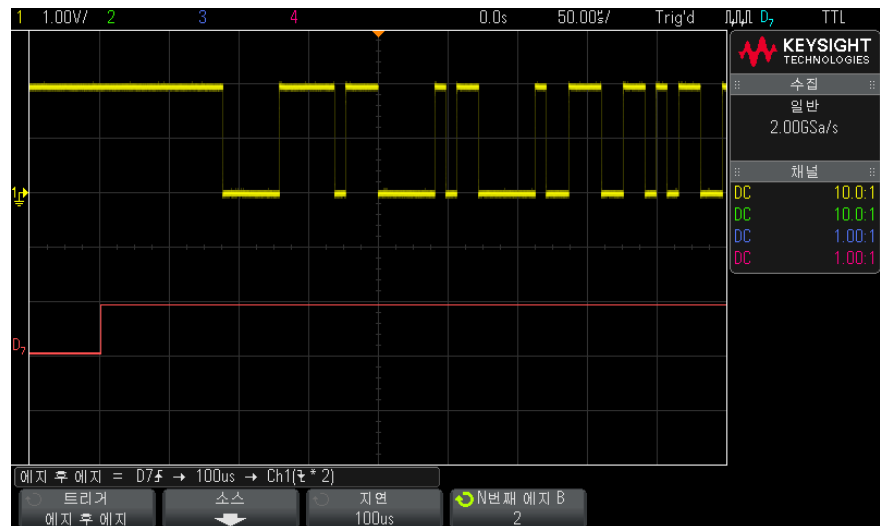 1 1.00V/ 2 3 4 0.0s 50.00㎲/ Trig'd D7 TTL
KEYSIGHT
TECHNOLOGIES
수집
일반
2.00GSa/s
채널
DC 10.0:1
DC 10.0:1
DC 1.00:1
DC 1.00:1
1
D7
에지 후 에지 = D7 → 100us → Ch1( * 2)
트리거 소스 지연 N번째 에지 B
에지 후 에지 100us 2